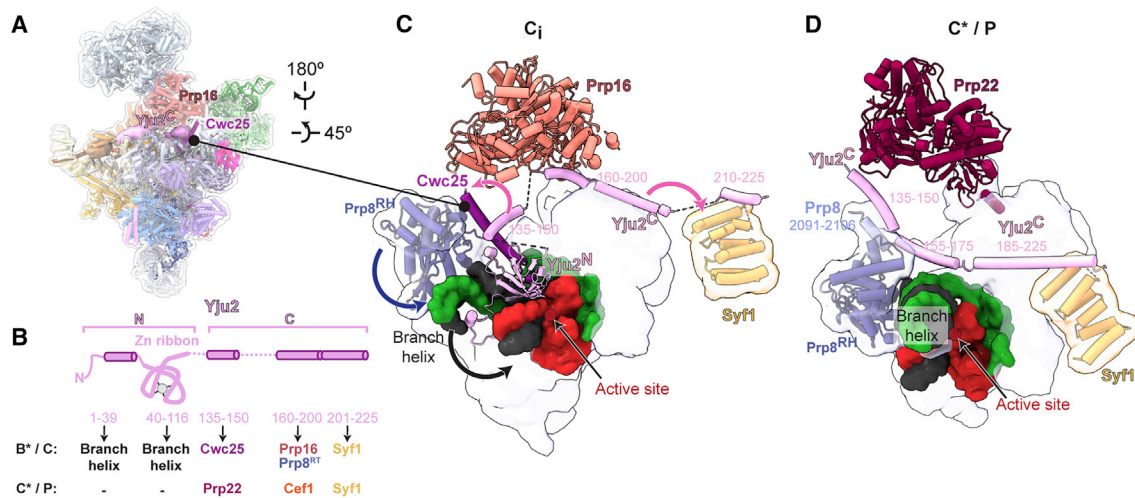 A
Prp16
Yju2C
Cwc25
180º
45º
B
Yju2
N
C
Zn ribbon
N
1-39
40-116
135-150
160-200
201-225
B* / C:
Branch helix
Branch helix
Cwc25
Prp16
Prp8RT
Syf1
C* / P:
-
-
Prp22
Cef1
Syf1
C
Ci
Prp16
Cwc25
Prp8RH
135-150
160-200
210-225
Yju2C
Yju2N
Syf1
Branch
helix
Active site
D
C* / P
Prp22
Yju2C
135-150
Prp8
2091-2106
Yju2C
155-175
185-225
Branch
helix
Prp8RH
Syf1
Active site